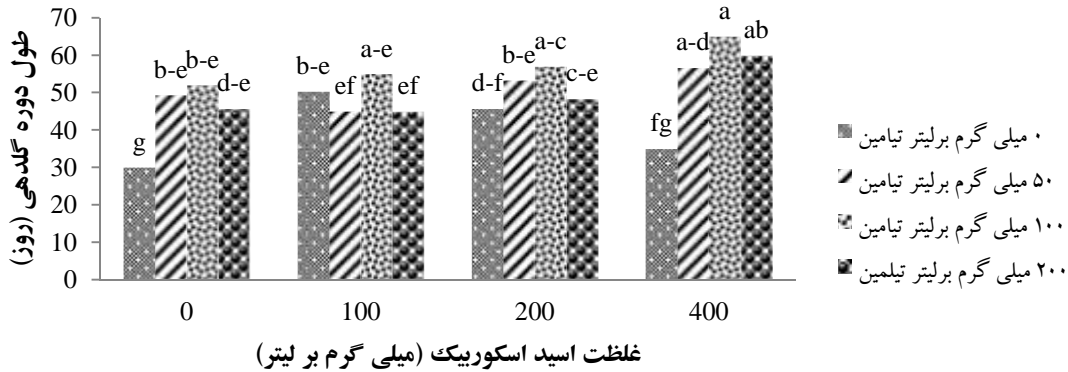 طول دوره گلدهی (روز)
70
60
50
40
30
20
10
0
g
b-e
b-e
d-e
b-e
ef
a-e
ef
d-f
b-e
a-c
c-e
fg
a-d
a
ab
0
100
200
400
غلظت اسید اسکوربیک (میلی گرم بر لیتر)
۰ میلی گرم برلیتر تیامین
۵۰ میلی گرم برلیتر تیامین
۱۰۰ میلی گرم برلیتر تیامین
۲۰۰ میلی گرم برلیتر تیلمین